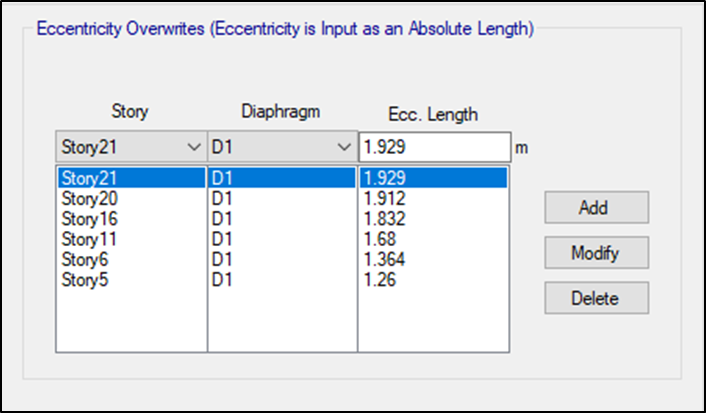 Eccentricity Overwrites (Eccentricity is Input as an Absolute Length)
Story Diaphragm Ecc. Length
Story21 D1 1.929 m
Story21 D1 1.929
Story20 D1 1.912
Story16 D1 1.832
Story11 D1 1.68
Story6 D1 1.364
Story5 D1 1.26
Add
Modify
Delete